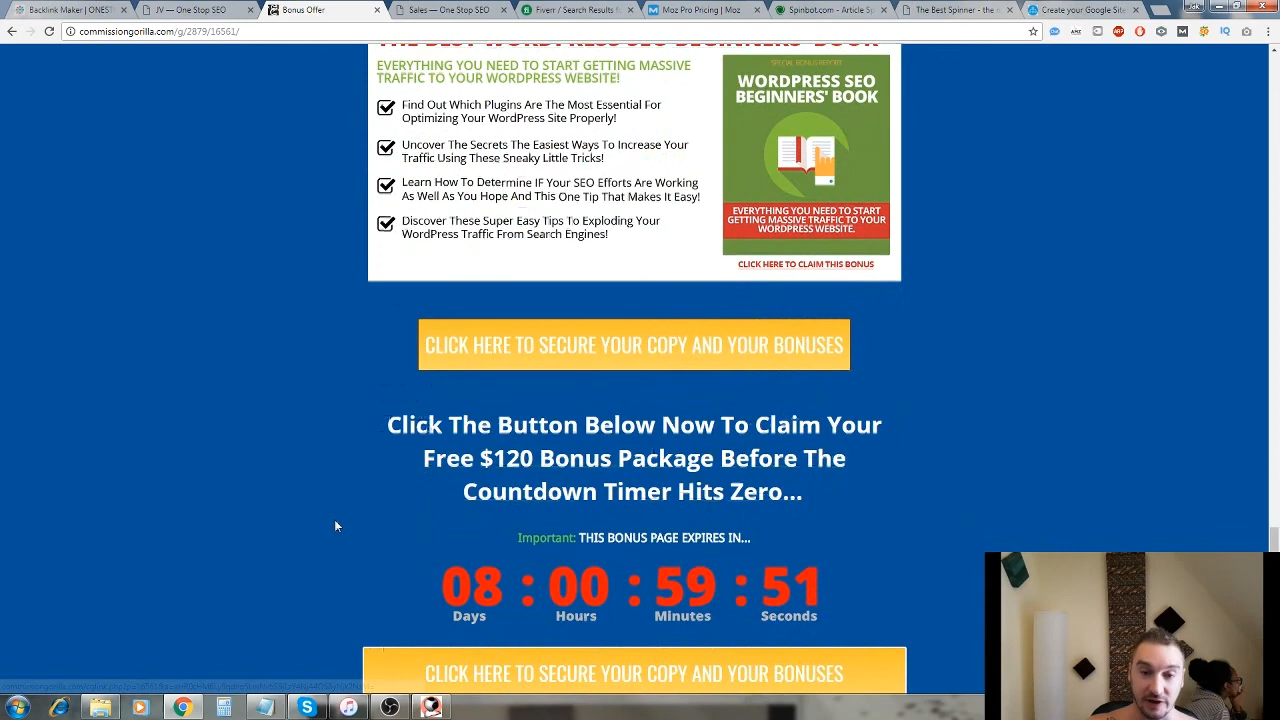 Backlink Maker | ONEST
JV — One Stop SEO
Bonus Offer
Sales — One Stop SEO
Fiverr / Search Results f
Moz Pro Pricing | Moz
Spinbot.com - Article Sp
The Best Spinner - the n
Create your Google Site
Jak
commissiongorilla.com/g/2879/16561/
THE BEST WORDPRESS SEO BEGINNERS' BOOK
EVERYTHING YOU NEED TO START GETTING MASSIVE
TRAFFIC TO YOUR WORDPRESS WEBSITE!
Find Out Which Plugins Are The Most Essential For
Optimizing Your WordPress Site Properly!
Uncover The Secrets The Easiest Ways To Increase Your
Traffic Using These Sneaky Little Tricks!
Learn How To Determine IF Your SEO Efforts Are Working
As Well As You Hope And This One Tip That Makes It Easy!
Discover These Super Easy Tips To Exploding Your
WordPress Traffic From Search Engines!
SPECIAL BONUS REPORT
WORDPRESS SEO
BEGINNERS' BOOK
EVERYTHING YOU NEED TO START
GETTING MASSIVE TRAFFIC TO YOUR
WORDPRESS WEBSITE.
CLICK HERE TO CLAIM THIS BONUS
CLICK HERE TO SECURE YOUR COPY AND YOUR BONUSES
Click The Button Below Now To Claim Your
Free $120 Bonus Package Before The
Countdown Timer Hits Zero...
Important: THIS BONUS PAGE EXPIRES IN...
08 : 00 : 59 : 51
Days Hours Minutes Seconds
CLICK HERE TO SECURE YOUR COPY AND YOUR BONUSES